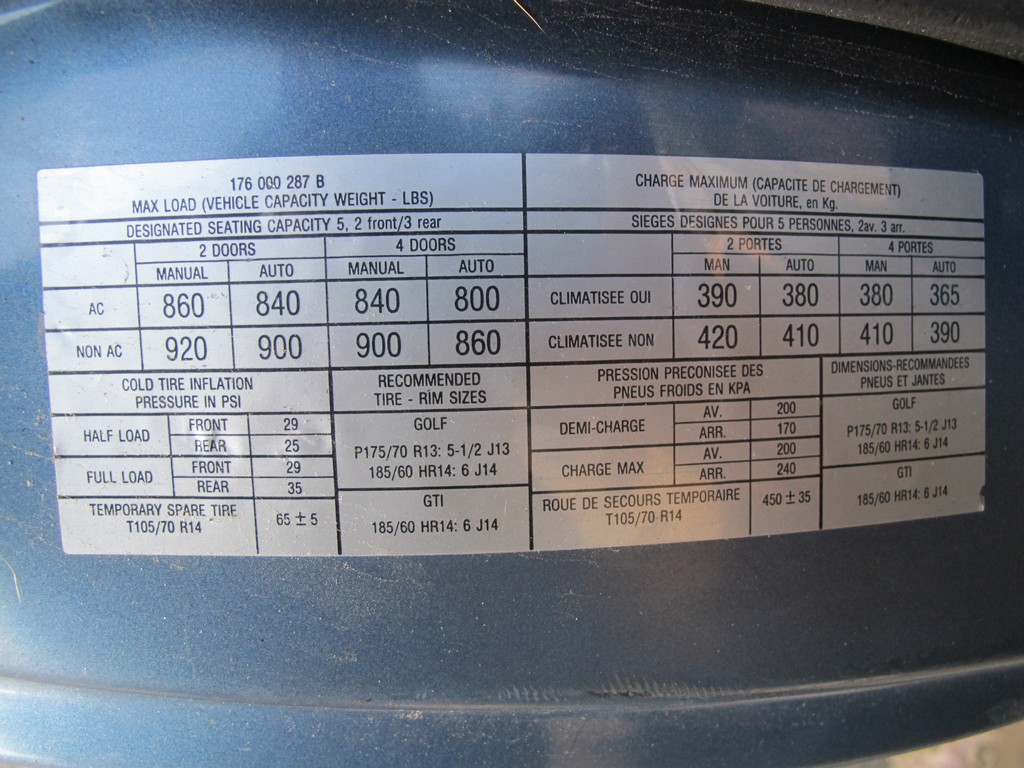 176 000 287 B
MAX LOAD (VEHICLE CAPACITY WEIGHT - LBS)
DESIGNATED SEATING CAPACITY 5, 2 front/3 rear
2 DOORS 4 DOORS
MANUAL AUTO MANUAL AUTO
AC 860 840 840 800
NON AC 920 900 900 860
COLD TIRE INFLATION
PRESSURE IN PSI
HALF LOAD FRONT 29
REAR 25
FULL LOAD FRONT 29
REAR 35
TEMPORARY SPARE TIRE
T105/70 R14
65 ± 5
RECOMMENDED
TIRE - RIM SIZES
GOLF
P175/70 R13: 5-1/2 J13
185/60 HR14: 6 J14
GTI
185/60 HR14: 6 J14
CHARGE MAXIMUM (CAPACITE DE CHARGEMENT)
DE LA VOITURE, en Kg.
SIEGES DESIGNES POUR 5 PERSONNES, 2av. 3 arr.
2 PORTES 4 PORTES
MAN AUTO MAN AUTO
CLIMATISEE OUI 390 380 380 365
CLIMATISEE NON 420 410 410 390
PRESSION PRECONISEE DES
PNEUS FROIDS EN KPA
DEMI-CHARGE AV. 200
ARR. 170
CHARGE MAX AV. 200
ARR. 240
ROUE DE SECOURS TEMPORAIRE
T105/70 R14
450 ± 35
DIMENSIONS-RECOMMANDEES
PNEUS ET JANTES
GOLF
P175/70 R13: 5-1/2 J13
185/60 HR14: 6 J14
GTI
185/60 HR14: 6 J14